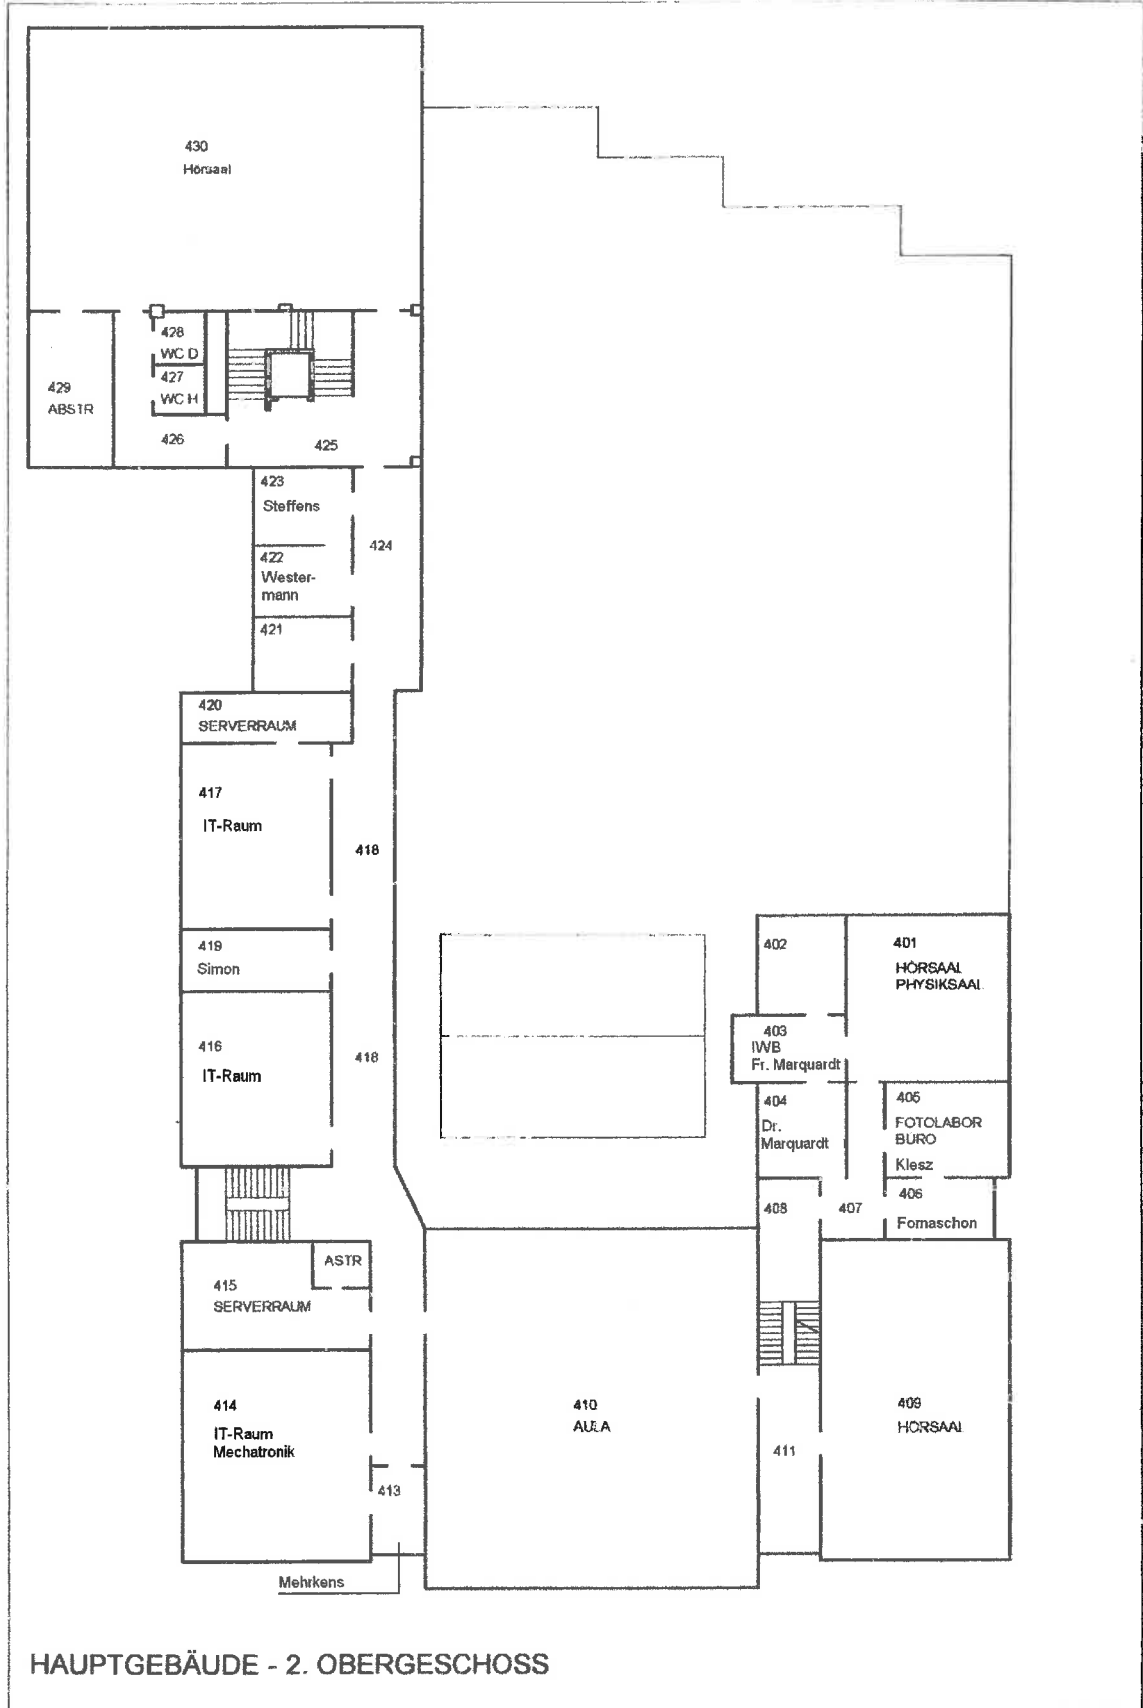 430
Hörsaal
428
WC D
427
WC H
429
ABSTR
426
425
423
Steffens
424
422
Wester-
mann
421
420
SERVERRAUM
417
IT-Raum
418
419
Simon
416
IT-Raum
418
402
401
HÖRSAAL
PHYSIKSAAL
403
IWB
Fr. Marquardt
404
Dr.
Marquardt
405
FOTOLABOR
BÜRO
Klesz
406
Fomaschon
407
408
ASTR
415
SERVERRAUM
414
IT-Raum
Mechatronik
410
AULA
409
HÖRSAAL
411
413
Mehrkens
HAUPTGEBÄUDE - 2. OBERGESCHOSS